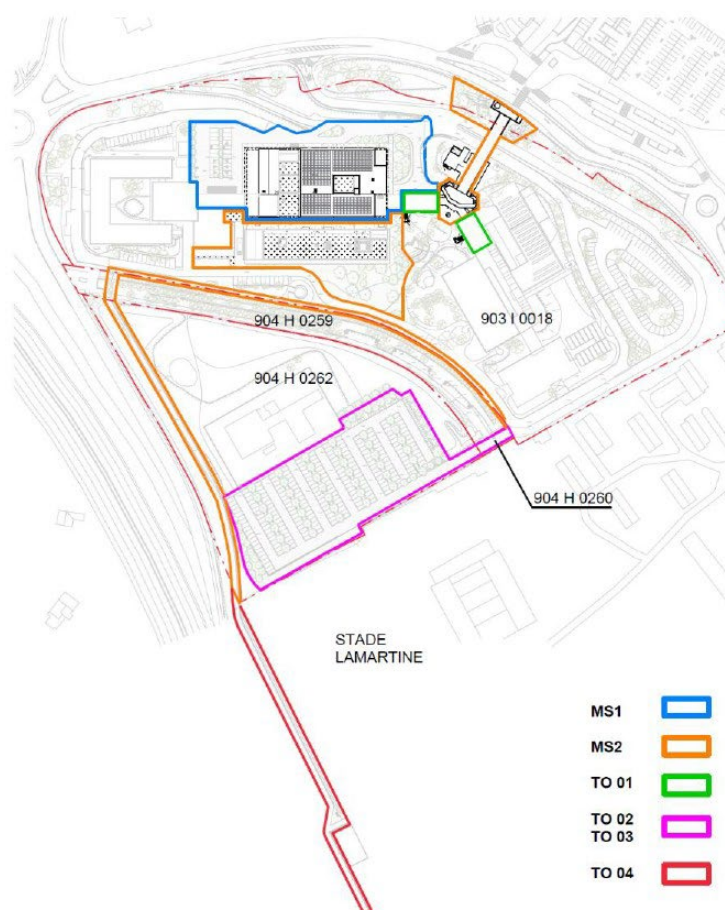 904 H 0259
903 I 0018
904 H 0262
904 H 0260
STADE
LAMARTINE
MS1
MS2
TO 01
TO 02
TO 03
TO 04